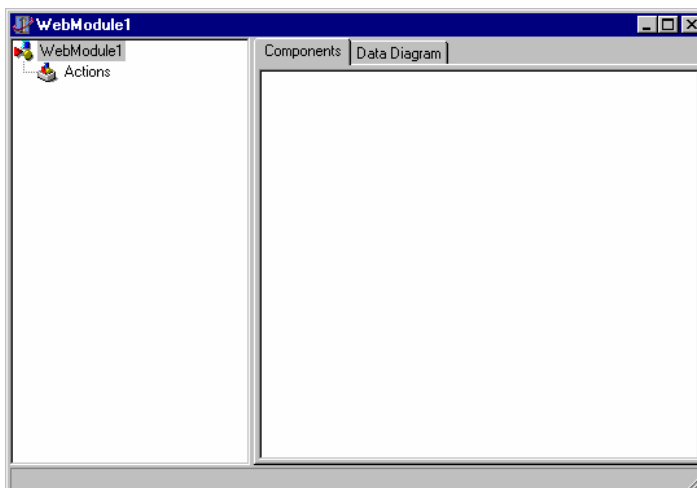 WebModule1
WebModule1
Actions
Components
Data Diagram